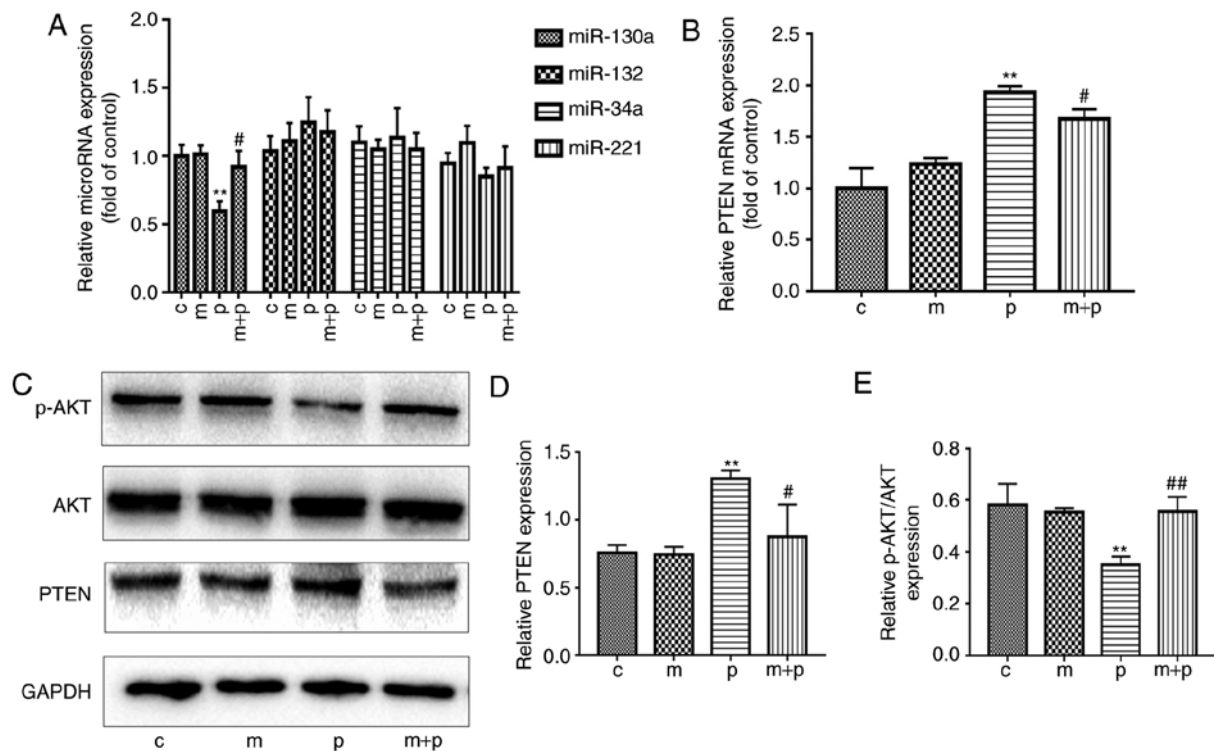 A
Relative microRNA expression
(fold of control)
2.0
1.5
1.0
0.5
0.0
**
#
c m p m+p c m p m+p c m p m+p c m p m+p
miR-130a
miR-132
miR-34a
miR-221
B
Relative PTEN mRNA expression
(fold of control)
2.5
2.0
1.5
1.0
0.5
0.0
**
#
c m p m+p
C
p-AKT
AKT
PTEN
GAPDH
c m p m+p
D
Relative PTEN expression
1.5
1.0
0.5
0.0
**
#
c m p m+p
E
Relative p-AKT/AKT
expression
0.8
0.6
0.4
0.2
0.0
**
##
c m p m+p